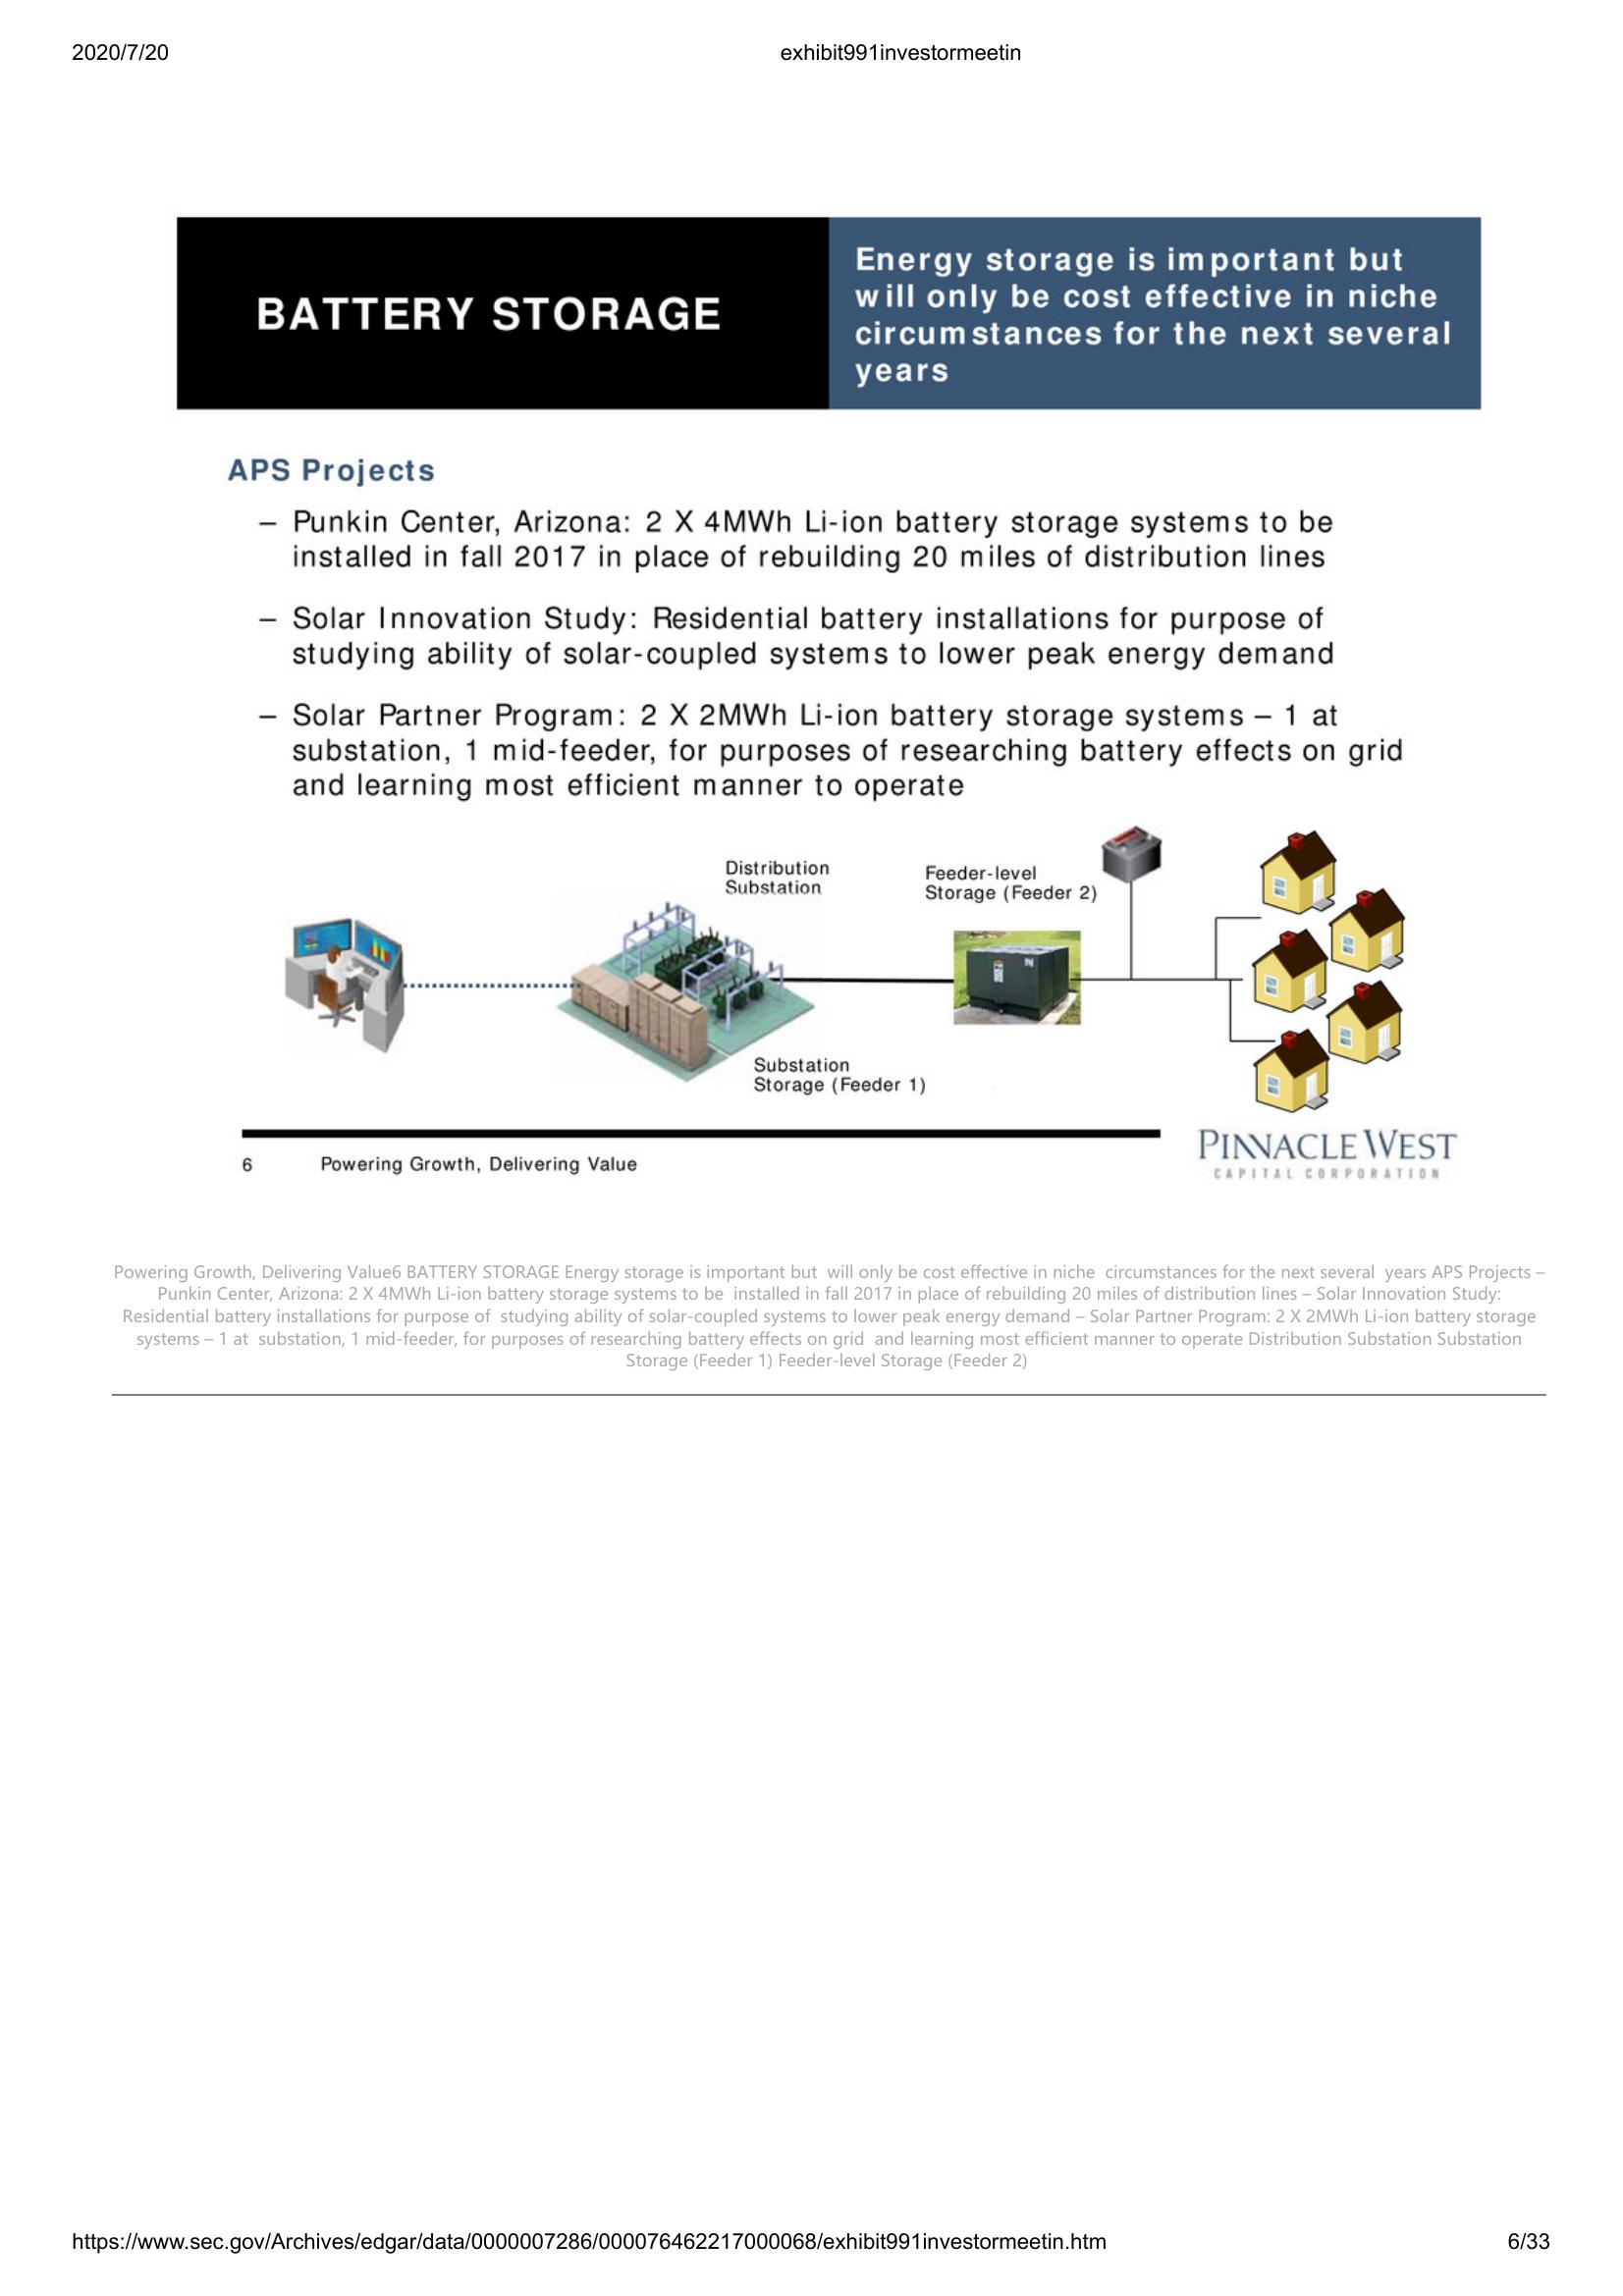 2020/7/20
exhibit991investormeetin
BATTERY STORAGE
Energy storage is important but
will only be cost effective in niche
circumstances for the next several
years
APS Projects
– Punkin Center, Arizona: 2 X 4MWh Li-ion battery storage systems to be
installed in fall 2017 in place of rebuilding 20 miles of distribution lines
– Solar Innovation Study: Residential battery installations for purpose of
studying ability of solar-coupled systems to lower peak energy demand
– Solar Partner Program: 2 X 2MWh Li-ion battery storage systems – 1 at
substation, 1 mid-feeder, for purposes of researching battery effects on grid
and learning most efficient manner to operate
Distribution
Substation
Feeder-level
Storage (Feeder 2)
Substation
Storage (Feeder 1)
6
Powering Growth, Delivering Value
PINNACLE WEST
CAPITAL CORPORATION
Powering Growth, Delivering Value6 BATTERY STORAGE Energy storage is important but will only be cost effective in niche circumstances for the next several years APS Projects –
Punkin Center, Arizona: 2 X 4MWh Li-ion battery storage systems to be installed in fall 2017 in place of rebuilding 20 miles of distribution lines – Solar Innovation Study:
Residential battery installations for purpose of studying ability of solar-coupled systems to lower peak energy demand – Solar Partner Program: 2 X 2MWh Li-ion battery storage
systems – 1 at substation, 1 mid-feeder, for purposes of researching battery effects on grid and learning most efficient manner to operate Distribution Substation Substation
Storage (Feeder 1) Feeder-level Storage (Feeder 2)
https://www.sec.gov/Archives/edgar/data/0000007286/000076462217000068/exhibit991investormeetin.htm
6/33